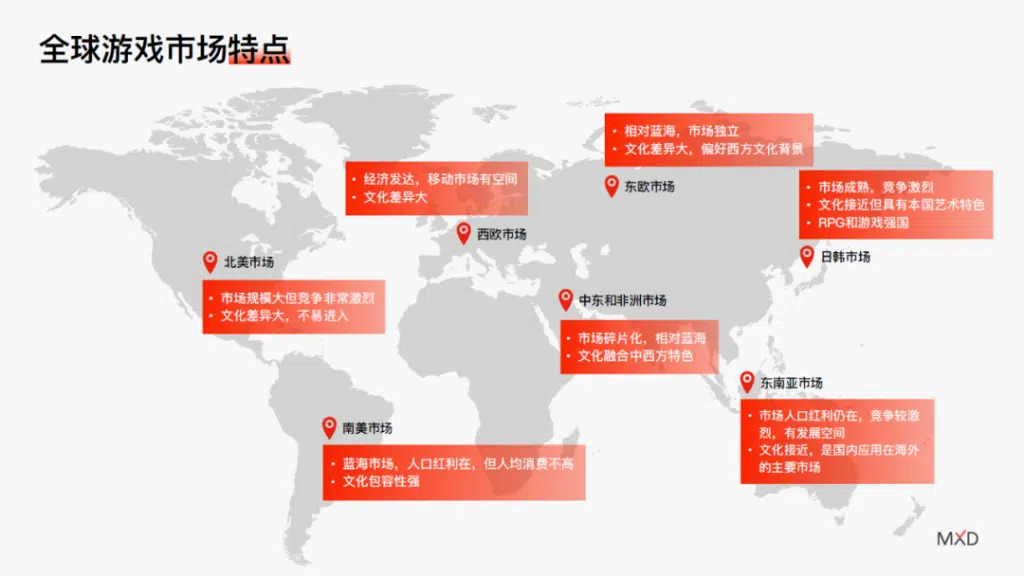 全球游戏市场特点
• 相对蓝海，市场独立
• 文化差异大，偏好西方文化背景
东欧市场
• 经济发达，移动市场有空间
• 文化差异大
西欧市场
• 市场成熟，竞争激烈
• 文化接近但具有本国艺术特色
• RPG和游戏强国
日韩市场
北美市场
• 市场规模大但竞争非常激烈
• 文化差异大，不易进入
中东和非洲市场
• 市场碎片化，相对蓝海
• 文化融合中西方特色
东南亚市场
• 市场人口红利仍在，竞争较激
烈，有发展空间
• 文化接近，是国内应用在海外
的主要市场
南美市场
• 蓝海市场，人口红利在，但人均消费不高
• 文化包容性强
MXD